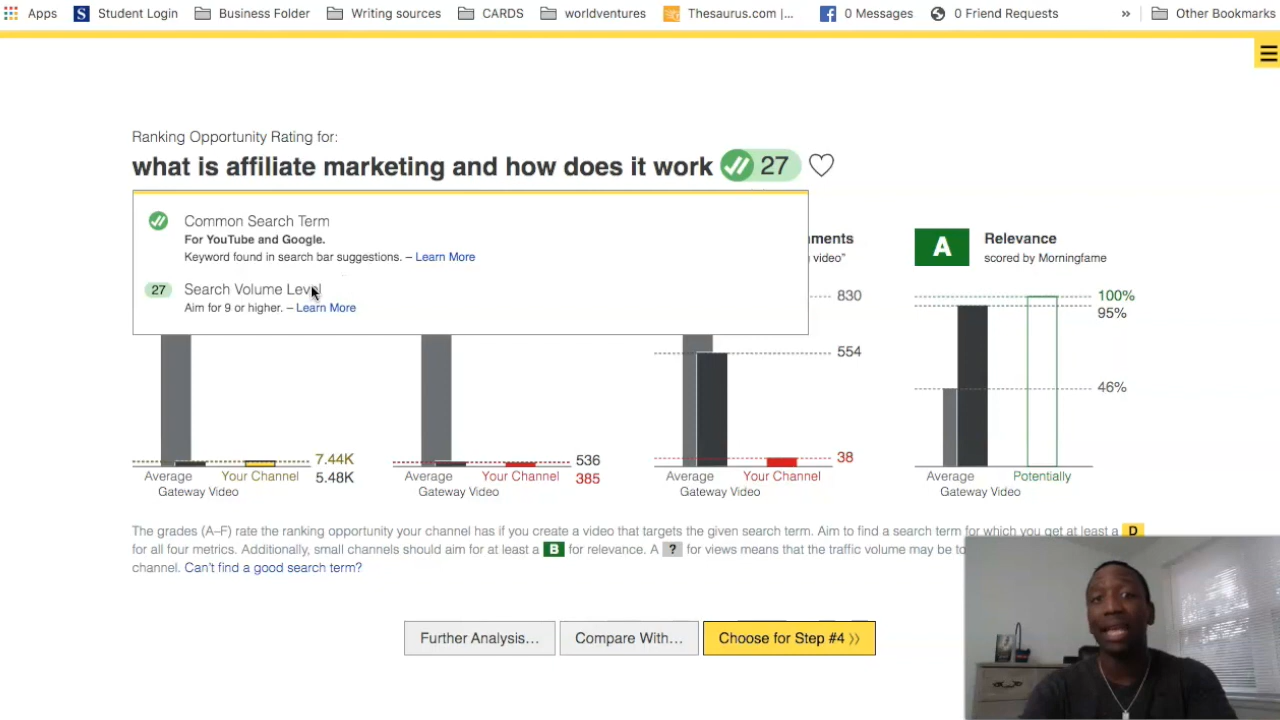 Apps Student Login Business Folder Writing sources CARDS worldventures Thesaurus.com |... 0 Messages 0 Friend Requests » Other Bookmarks
Ranking Opportunity Rating for:
what is affiliate marketing and how does it work 27
Common Search Term
For YouTube and Google.
Keyword found in search bar suggestions. – Learn More
27 Search Volume Level
Aim for 9 or higher. – Learn More
ments
video"
830
554
38
A Relevance
scored by Morningfame
100%
95%
46%
7.44K
5.48K
536
385
Average Your Channel
Gateway Video
Average Your Channel
Gateway Video
Average Your Channel
Gateway Video
Average Potentially
Gateway Video
The grades (A–F) rate the ranking opportunity your channel has if you create a video that targets the given search term. Aim to find a search term for which you get at least a D
for all four metrics. Additionally, small channels should aim for at least a B for relevance. A ? for views means that the traffic volume may be to
channel. Can't find a good search term?
Further Analysis... Compare With... Choose for Step #4 »